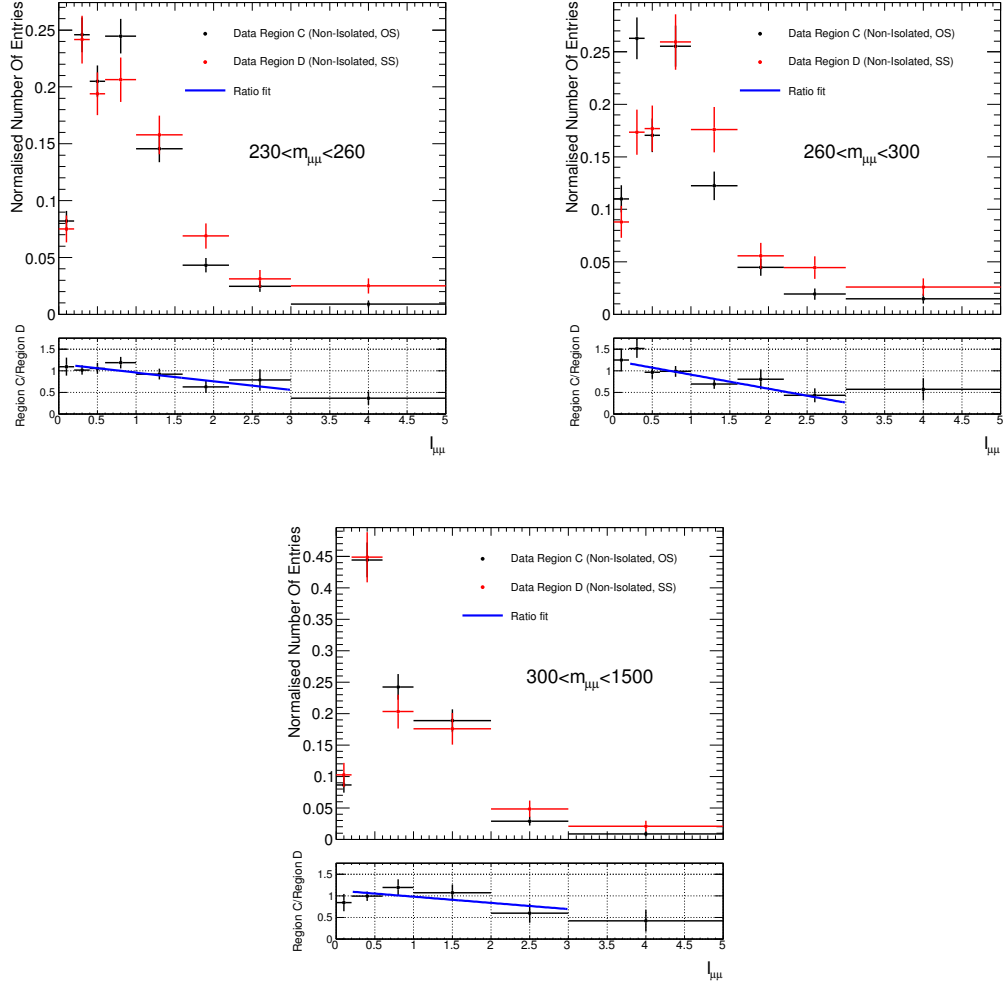 Normalised Number Of Entries
0.25
0.2
0.15
0.1
0.05
0
Data Region C (Non-Isolated, OS)
Data Region D (Non-Isolated, SS)
Ratio fit
230<m_μμ<260
Region C/Region D
1.5
1
0.5
0
0 0.5 1 1.5 2 2.5 3 3.5 4 4.5 5
I_μμ
Normalised Number Of Entries
0.25
0.2
0.15
0.1
0.05
0
Data Region C (Non-Isolated, OS)
Data Region D (Non-Isolated, SS)
Ratio fit
260<m_μμ<300
Region C/Region D
1.5
1
0.5
0
0 0.5 1 1.5 2 2.5 3 3.5 4 4.5 5
I_μμ
Normalised Number Of Entries
0.45
0.4
0.35
0.3
0.25
0.2
0.15
0.1
0.05
0
Data Region C (Non-Isolated, OS)
Data Region D (Non-Isolated, SS)
Ratio fit
300<m_μμ<1500
Region C/Region D
1.5
1
0.5
0
0 0.5 1 1.5 2 2.5 3 3.5 4 4.5 5
I_μμ